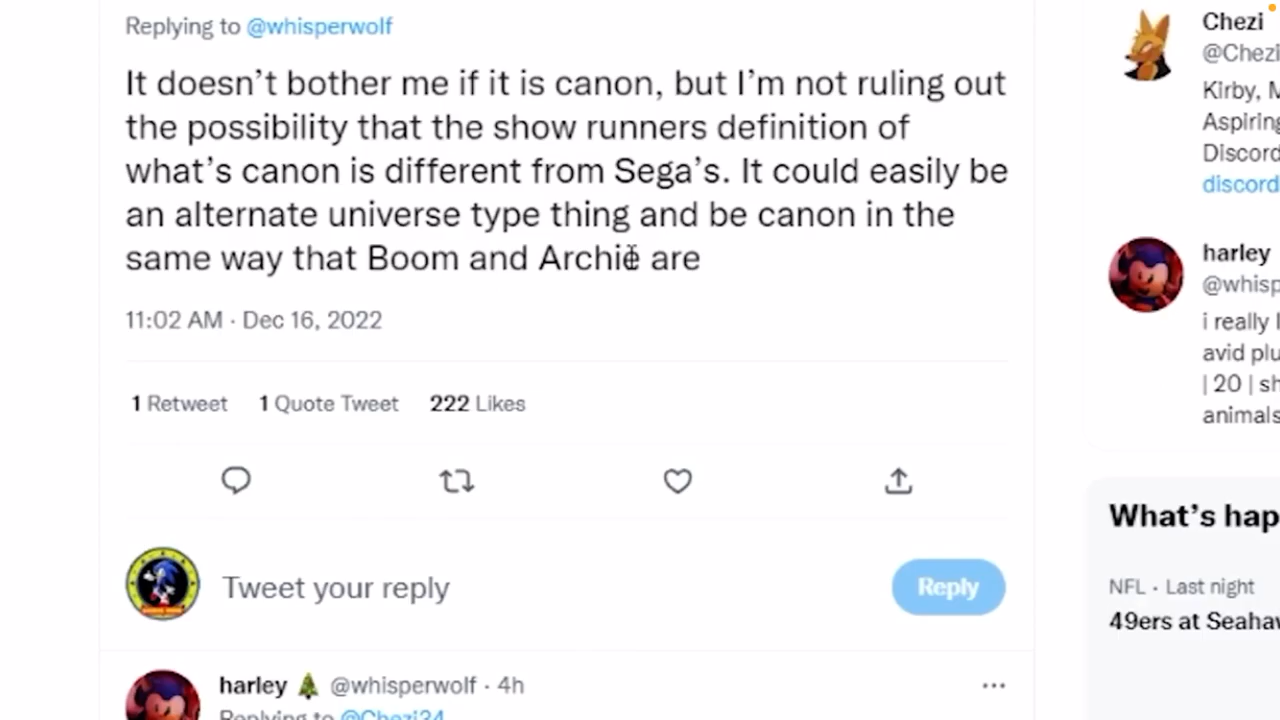 Replying to @whisperwolf
It doesn’t bother me if it is canon, but I’m not ruling out
the possibility that the show runners definition of
what’s canon is different from Sega’s. It could easily be
an alternate universe type thing and be canon in the
same way that Boom and Archie are
11:02 AM · Dec 16, 2022
1 Retweet 1 Quote Tweet 222 Likes
Tweet your reply
Reply
harley 🎄 @whisperwolf · 4h
Replying to @Chezi34
Chezi
@Chezi
Kirby, M
Aspiring
Discord
discord
harley
@whisp
i really l
avid plu
| 20 | sh
animals
What’s hap
NFL · Last night
49ers at Seahaw